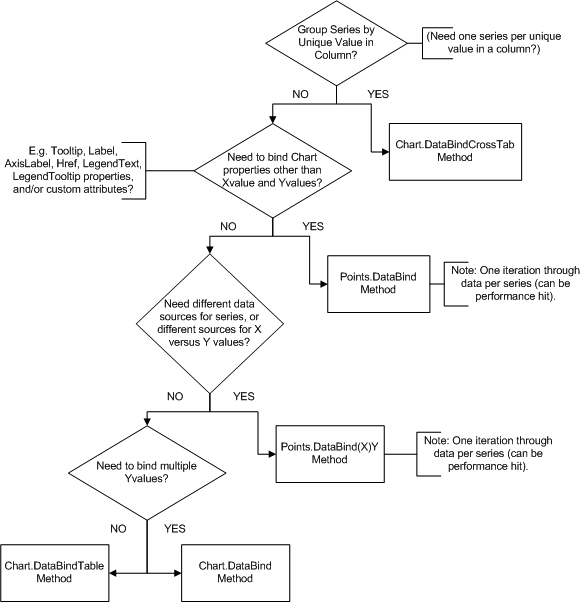 Group Series by
Unique Value in
Column?
(Need one series per unique
value in a column?)
NO
YES
E.g. Tooltip, Label,
AxisLabel, Href, LegendText,
LegendTooltip properties,
and/or custom attributes?
Need to bind Chart
properties other than
Xvalue and Yvalues?
Chart.DataBindCrossTab
Method
NO
YES
Need different data
sources for series, or
different sources for X
versus Y values?
Points.DataBind
Method
Note: One iteration through
data per series (can be
performance hit).
NO
YES
Need to bind multiple
Yvalues?
Points.DataBind(X)Y
Method
Note: One iteration through
data per series (can be
performance hit).
NO
YES
Chart.DataBindTable
Method
Chart.DataBind
Method